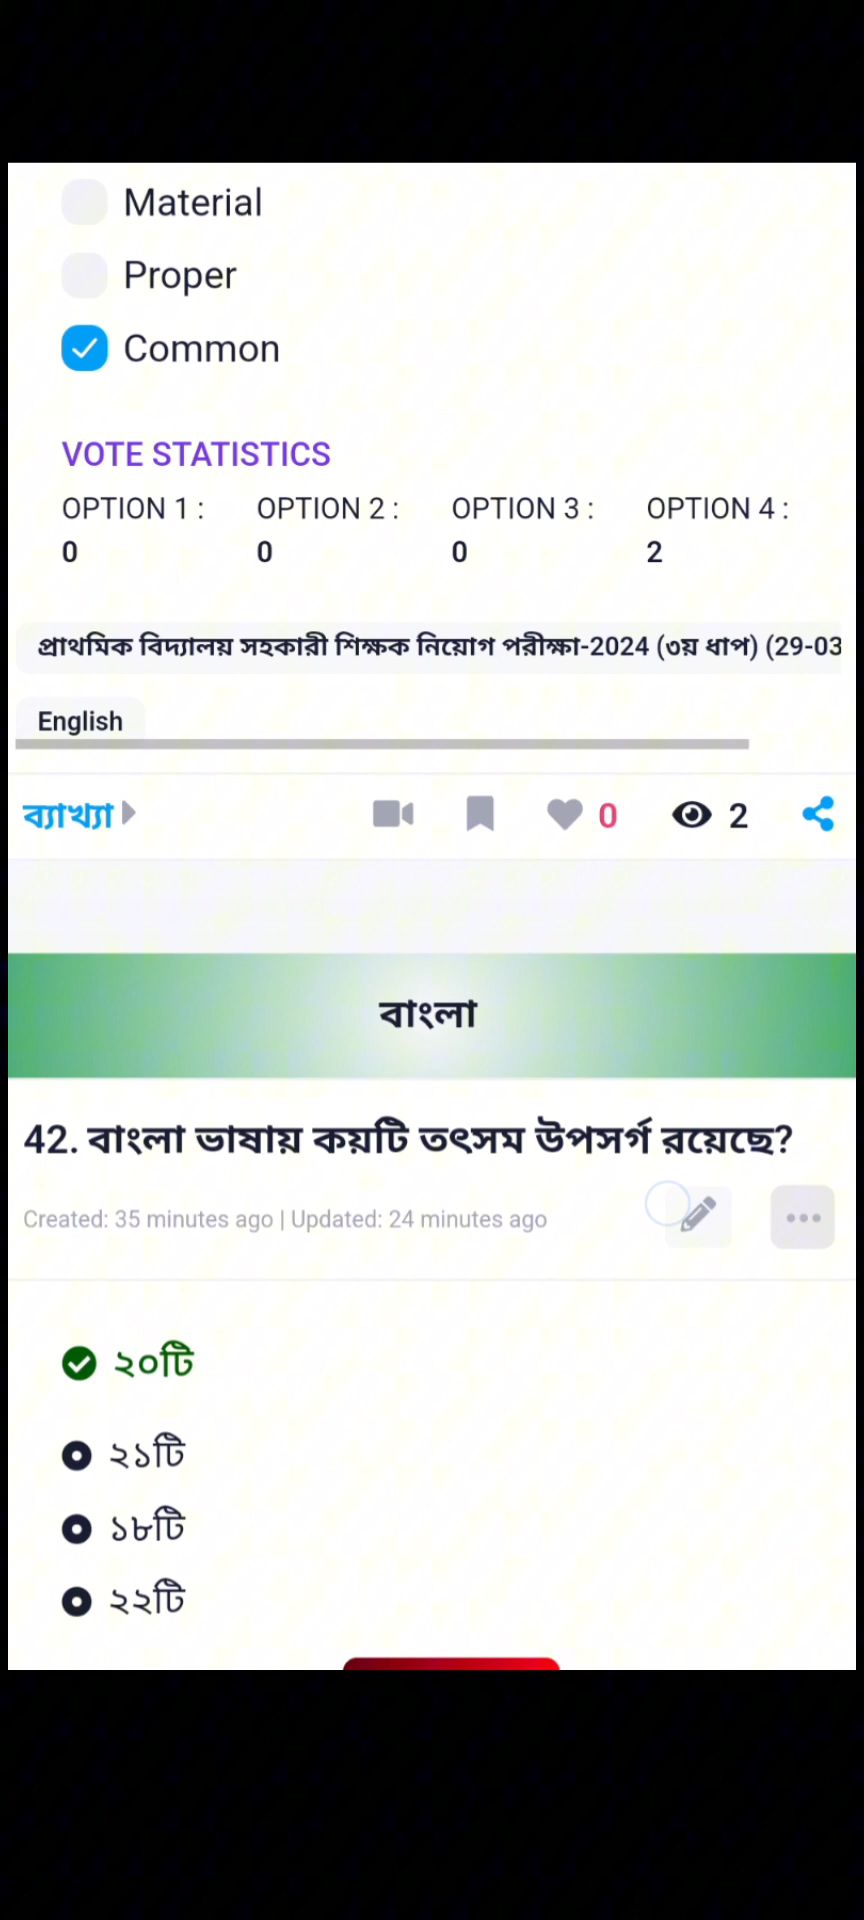 Material
Proper
Common
VOTE STATISTICS
OPTION 1 : OPTION 2 : OPTION 3 : OPTION 4 :
0 0 0 2
প্রাথমিক বিদ্যালয় সহকারী শিক্ষক নিয়োগ পরীক্ষা-2024 (৩য় ধাপ) (29-03
English
ব্যাখ্যা 0 2
বাংলা
42. বাংলা ভাষায় কয়টি তৎসম উপসর্গ রয়েছে?
Created: 35 minutes ago | Updated: 24 minutes ago
২০টি
২১টি
১৮টি
২২টি